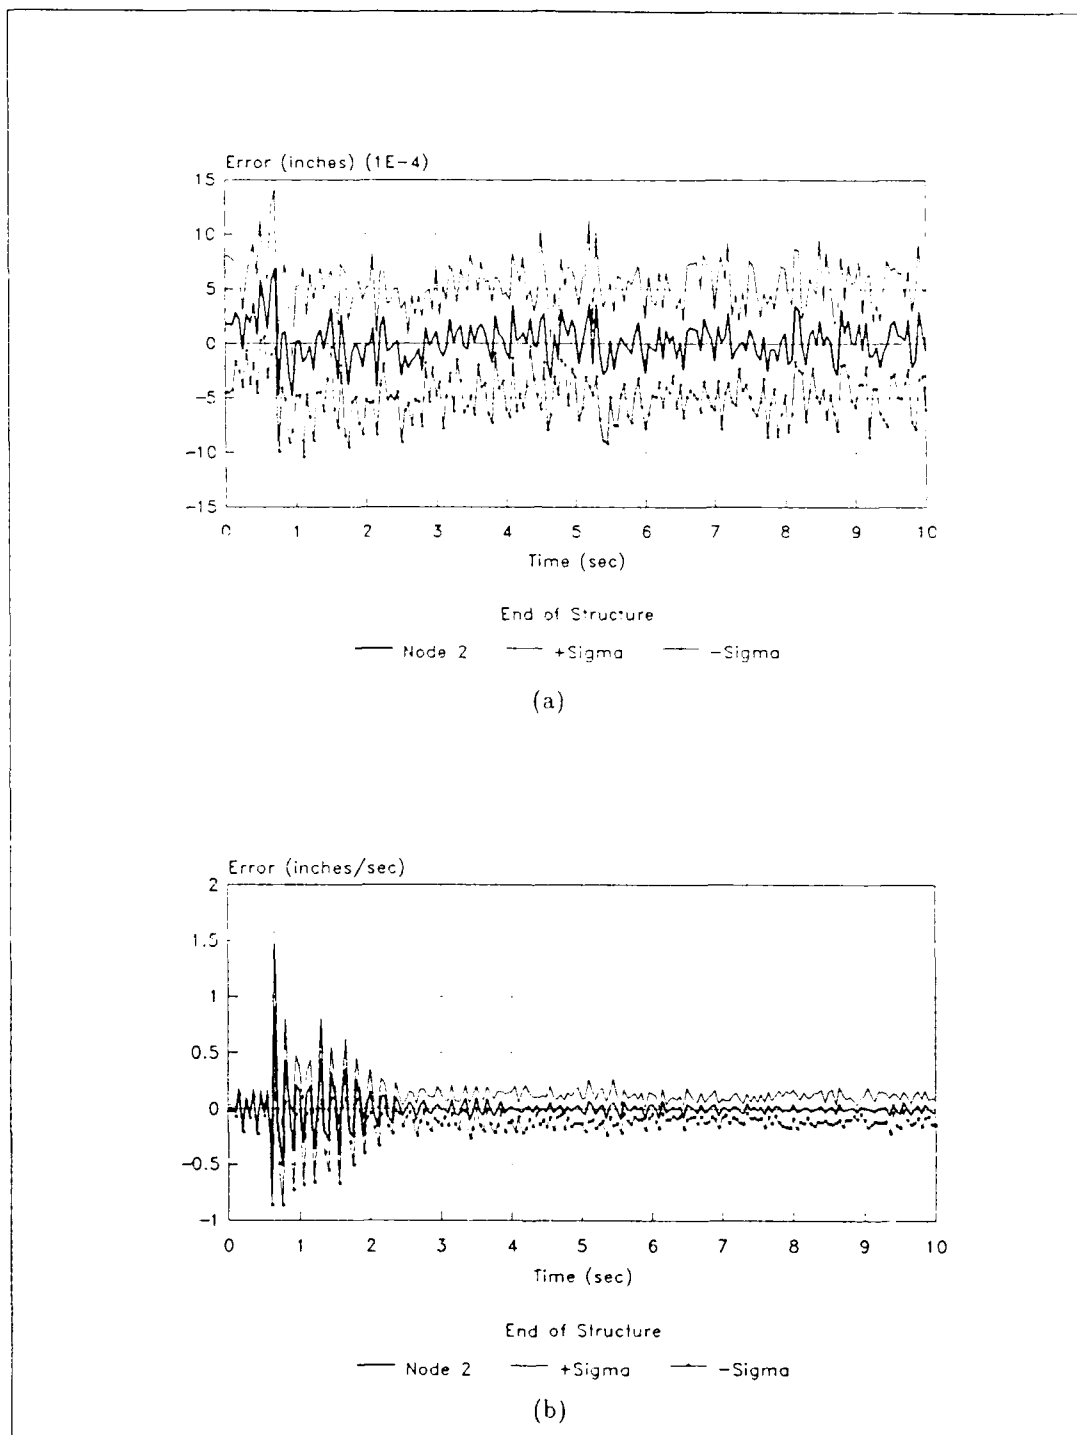 Error (inches) (1E-4)
15
10
5
0
-5
-10
-15
0 1 2 3 4 5 6 7 8 9 10
Time (sec)
End of Structure
Node 2 +Sigma -Sigma
(a)
Error (inches/sec)
2
1.5
1
0.5
0
-0.5
-1
0 1 2 3 4 5 6 7 8 9 10
Time (sec)
End of Structure
Node 2 +Sigma -Sigma
(b)